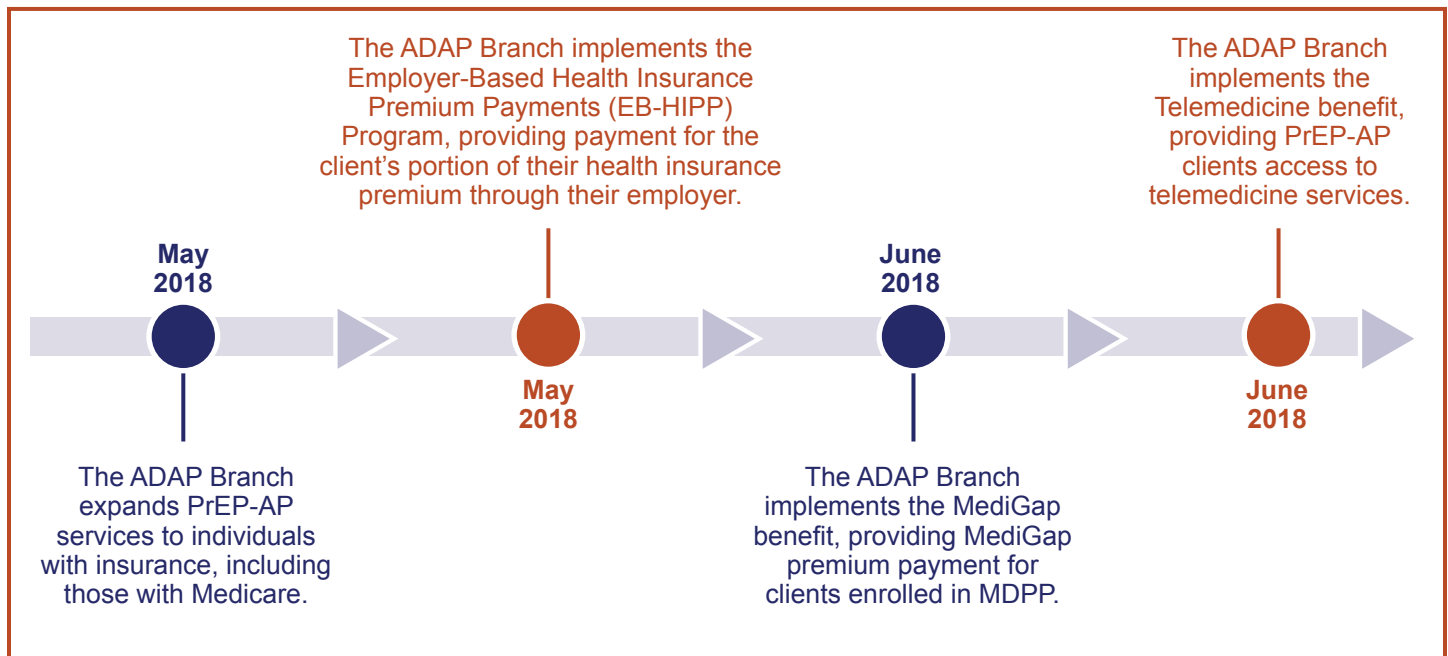 The ADAP Branch implements the
Employer-Based Health Insurance
Premium Payments (EB-HIPP)
Program, providing payment for the
client's portion of their health insurance
premium through their employer.
The ADAP Branch
implements the
Telemedicine benefit,
providing PrEP-AP
clients access to
telemedicine services.
May
2018
June
2018
May
2018
June
2018
The ADAP Branch
expands PrEP-AP
services to individuals
with insurance, including
those with Medicare.
The ADAP Branch
implements the MediGap
benefit, providing MediGap
premium payment for
clients enrolled in MDPP.